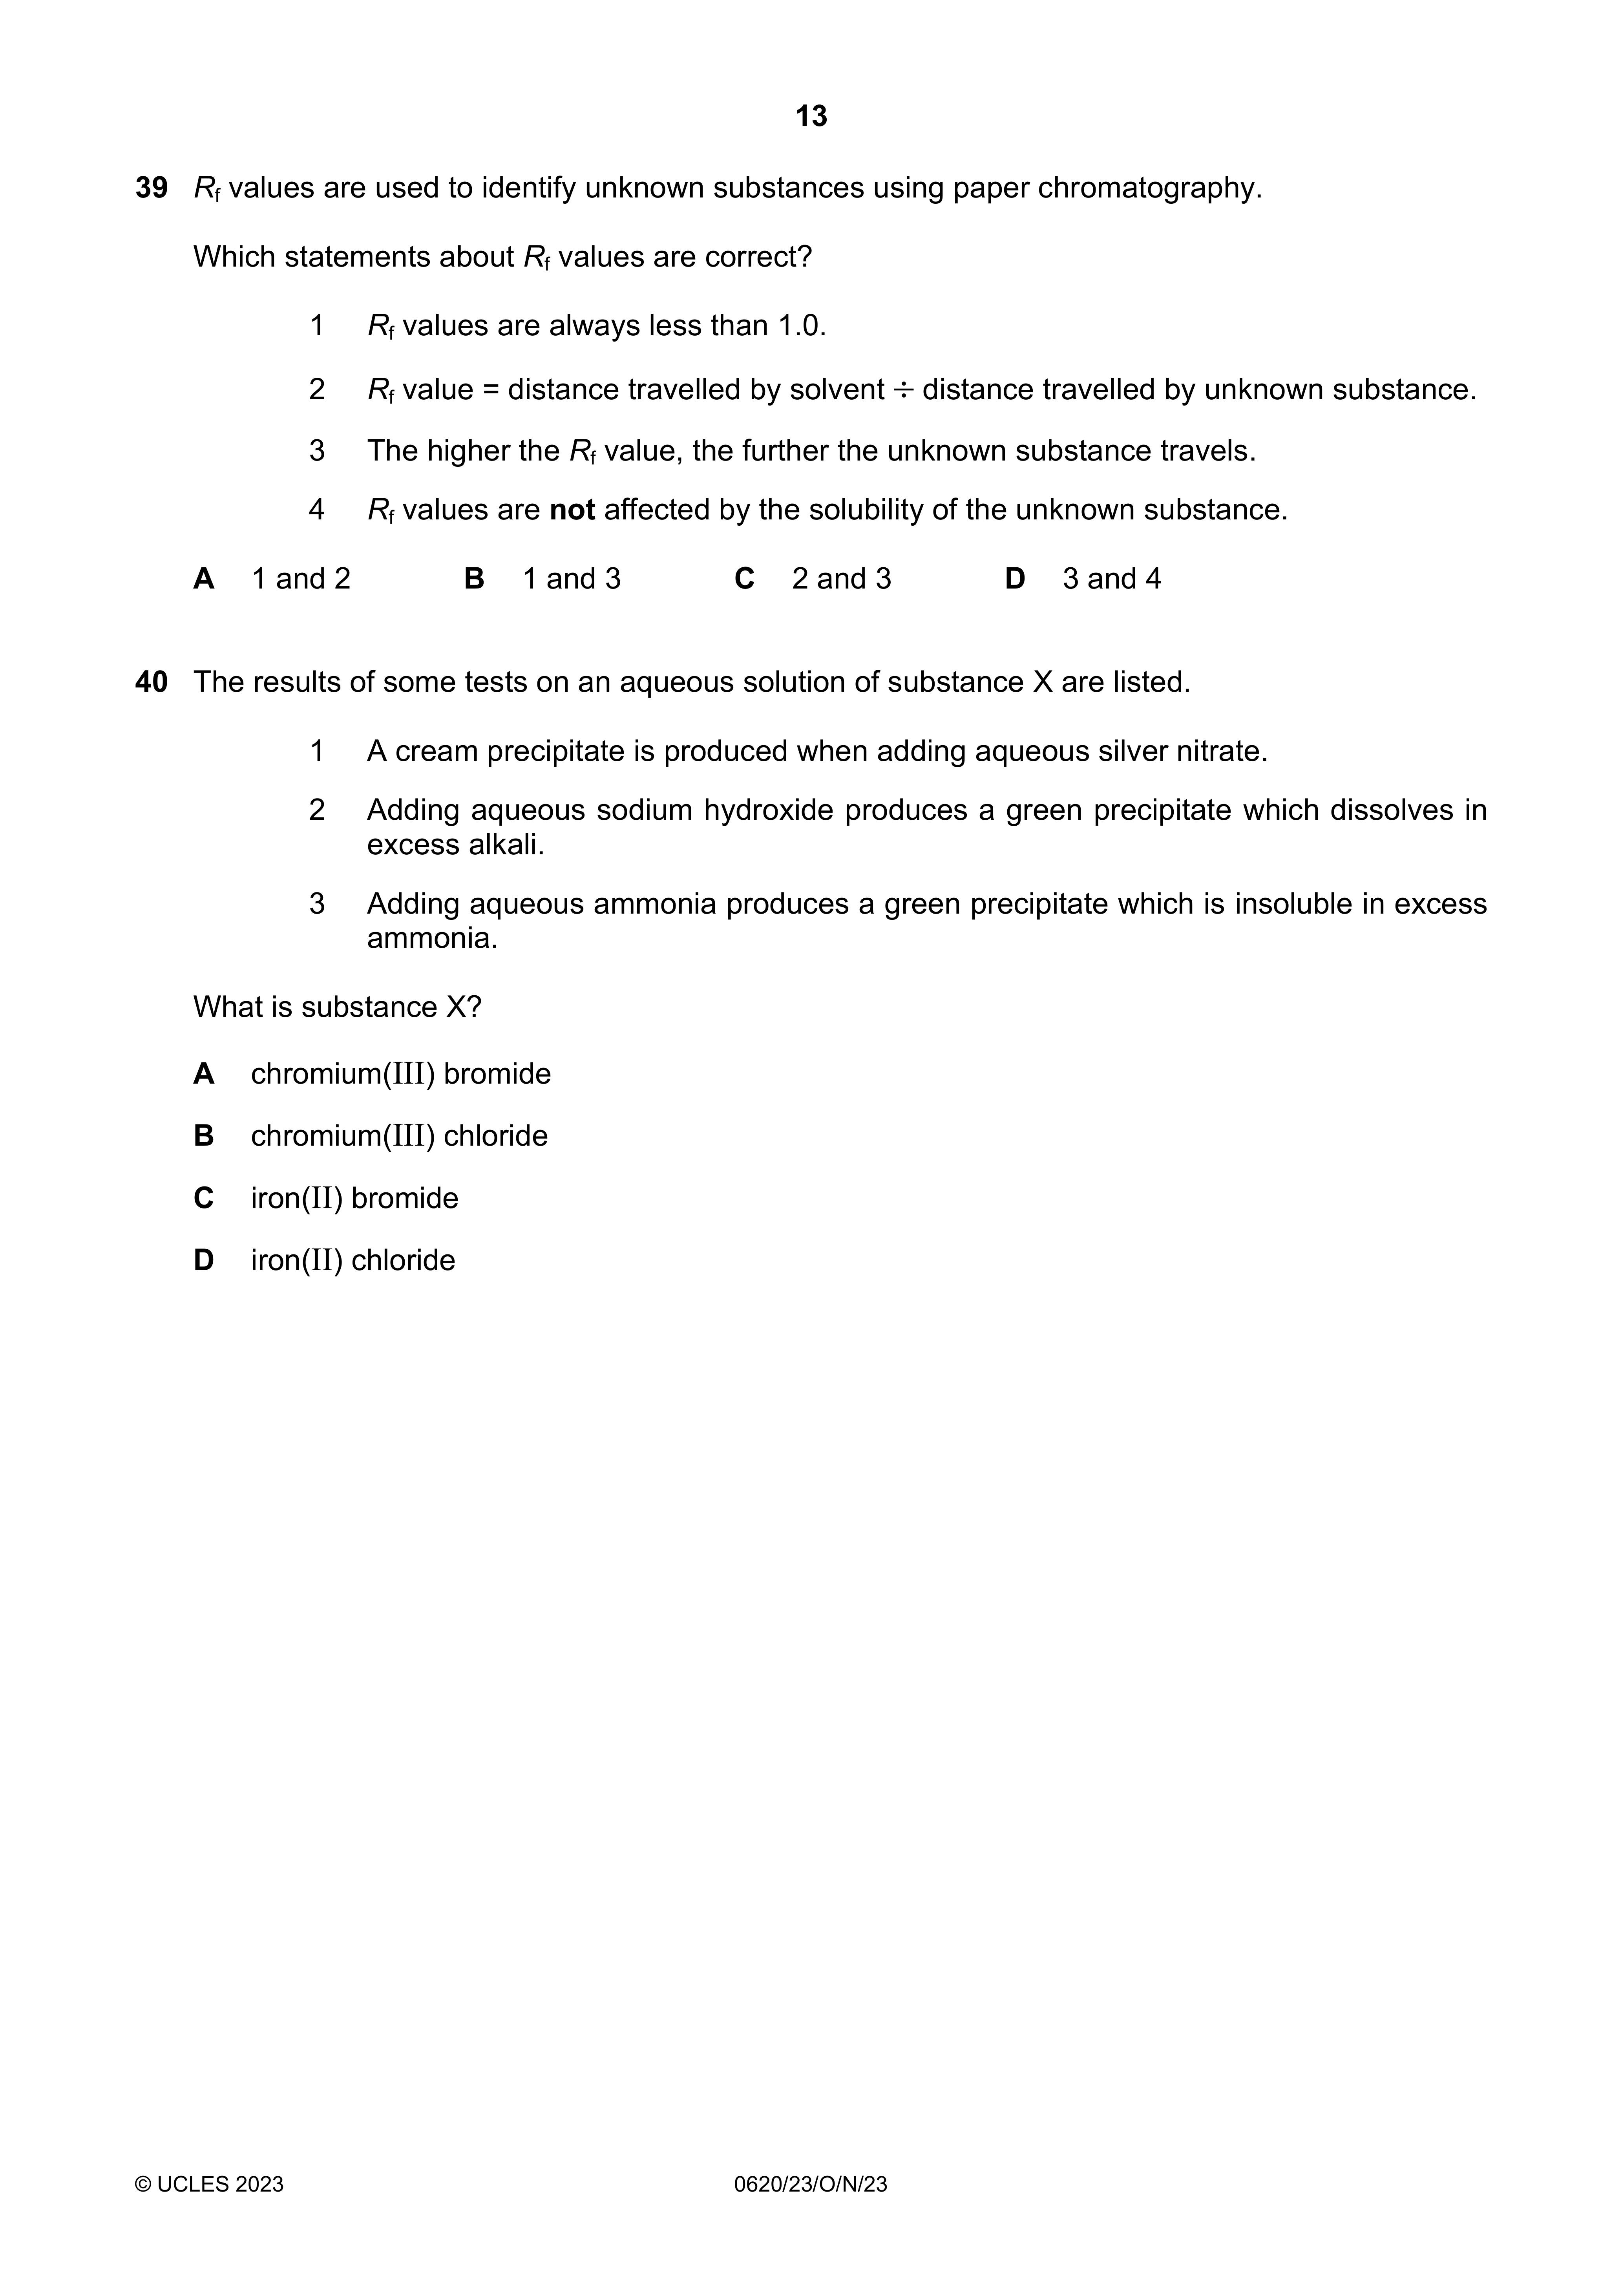 13
39 Rf values are used to identify unknown substances using paper chromatography.
Which statements about Rf values are correct?
1 Rf values are always less than 1.0.
2 Rf value = distance travelled by solvent ÷ distance travelled by unknown substance.
3 The higher the Rf value, the further the unknown substance travels.
4 Rf values are not affected by the solubility of the unknown substance.
A 1 and 2 B 1 and 3 C 2 and 3 D 3 and 4
40 The results of some tests on an aqueous solution of substance X are listed.
1 A cream precipitate is produced when adding aqueous silver nitrate.
2 Adding aqueous sodium hydroxide produces a green precipitate which dissolves in
excess alkali.
3 Adding aqueous ammonia produces a green precipitate which is insoluble in excess
ammonia.
What is substance X?
A chromium(III) bromide
B chromium(III) chloride
C iron(II) bromide
D iron(II) chloride
© UCLES 2023 0620/23/O/N/23